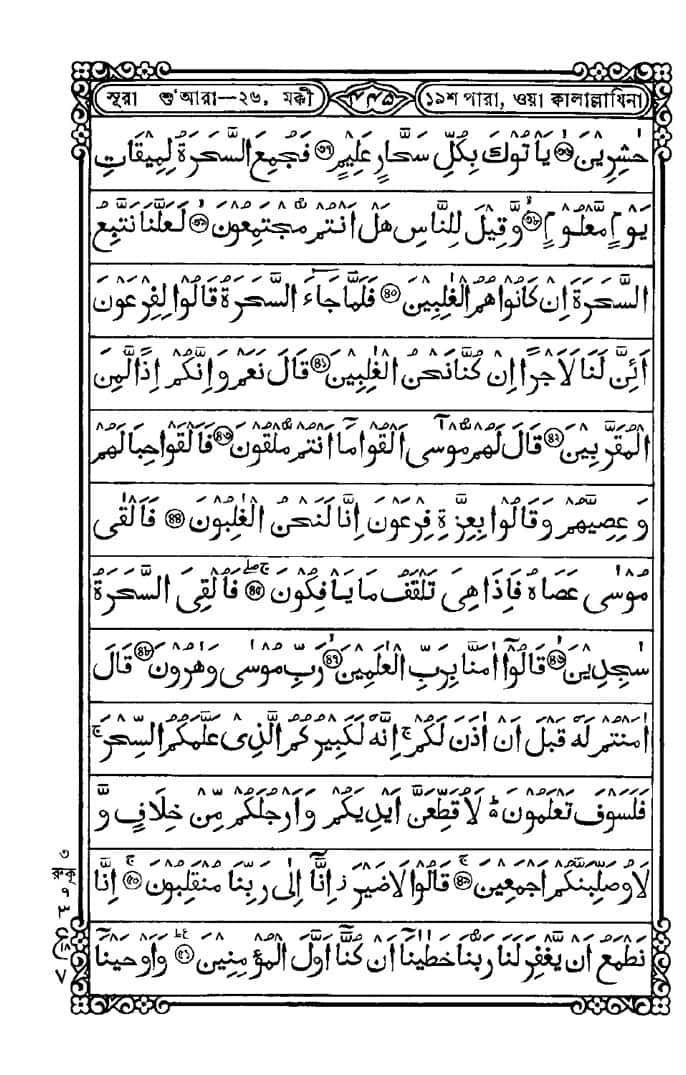 সূরা শু'আরা—২৬, মক্কী ১৯শ পারা, ওয়া ক্বালাল্লাযিনা
حٰشِرِيْنَ ۙ﴿٣٦﴾ يَاْتُوْكَ بِكُلِّ سَحَّارٍ عَلِيْمٍ ﴿٣٧﴾ فَجُمِعَ السَّحَرَةُ لِمِيْقَاتِ
يَوْمٍ مَّعْلُوْمٍ ۙ﴿٣٨﴾ وَّقِيْلَ لِلنَّاسِ هَلْ اَنْتُمْ مُّجْتَمِعُوْنَ ۙ﴿٣٩﴾ لَعَلَّنَا نَتَّبِعُ
السَّحَرَةَ اِنْ كَانُوْا هُمُ الْغٰلِبِيْنَ ﴿٤٠﴾ فَلَمَّا جَآءَ السَّحَرَةُ قَالُوْا لِفِرْعَوْنَ
اَئِنَّ لَنَا لَاَجْرًا اِنْ كُنَّا نَحْنُ الْغٰلِبِيْنَ ﴿٤١﴾ قَالَ نَعَمْ وَاِنَّكُمْ اِذًا لَّمِنَ
الْمُقَرَّبِيْنَ ﴿٤٢﴾ قَالَ لَهُمْ مُّوْسٰٓى اَلْقُوْا مَآ اَنْتُمْ مُّلْقُوْنَ ﴿٤٣﴾ فَاَلْقَوْا حِبَالَهُمْ
وَعِصِيَّهُمْ وَقَالُوْا بِعِزَّةِ فِرْعَوْنَ اِنَّا لَنَحْنُ الْغٰلِبُوْنَ ﴿٤٤﴾ فَاَلْقٰى
مُوْسٰى عَصَاهُ فَاِذَا هِيَ تَلْقَفُ مَا يَاْفِكُوْنَ ﴿٤٥﴾ فَاُلْقِيَ السَّحَرَةُ
سٰجِدِيْنَ ۙ﴿٤٦﴾ قَالُوْٓا اٰمَنَّا بِرَبِّ الْعٰلَمِيْنَ ۙ﴿٤٧﴾ رَبِّ مُوْسٰى وَهٰرُوْنَ ﴿٤٨﴾ قَالَ
اٰمَنْتُمْ لَهٗ قَبْلَ اَنْ اٰذَنَ لَكُمْ ۚ اِنَّهٗ لَكَبِيْرُكُمُ الَّذِيْ عَلَّمَكُمُ السِّحْرَ ۚ
فَلَسَوْفَ تَعْلَمُوْنَ ؕ لَاُقَطِّعَنَّ اَيْدِيَكُمْ وَاَرْجُلَكُمْ مِّنْ خِلَافٍ وَّ
لَاُوصَلِّبَنَّكُمْ اَجْمَعِيْنَ ۚ﴿٤٩﴾ قَالُوْا لَا ضَيْرَ ز اِنَّآ اِلٰى رَبِّنَا مُنْقَلِبُوْنَ ۚ﴿٥٠﴾ اِنَّا
نَطْمَعُ اَنْ يَّغْفِرَ لَنَا رَبُّنَا خَطٰيٰنَآ اَنْ كُنَّآ اَوَّلَ الْمُؤْمِنِيْنَ ﴿٥١﴾ وَاَوْحَيْنَآ
৩
রুকূ
৭